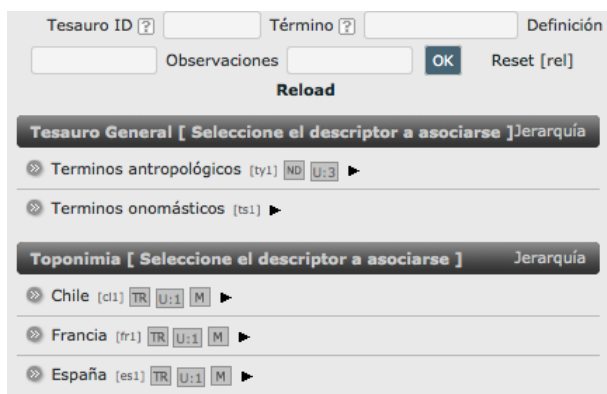 Tesauro ID ? Término ? Definición
Observaciones OK Reset [rel]
Reload
Tesauro General [ Seleccione el descriptor a asociarse ] Jerarquía
Terminos antropológicos [ty1] ND U:3
Terminos onomásticos [ts1]
Toponimia [ Seleccione el descriptor a asociarse ] Jerarquía
Chile [cl1] TR U:1 M
Francia [fr1] TR U:1 M
España [es1] TR U:1 M